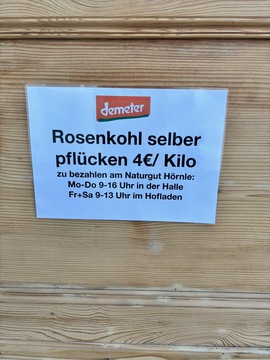 demeter
Rosenkohl selber
pflücken 4€/ Kilo
zu bezahlen am Naturgut Hörnle:
Mo-Do 9-16 Uhr in der Halle
Fr+Sa 9-13 Uhr im Hofladen